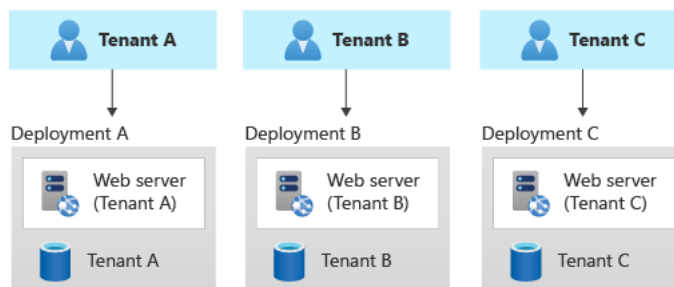 Tenant A
Tenant B
Tenant C
Deployment A
Deployment B
Deployment C
Web server
(Tenant A)
Web server
(Tenant B)
Web server
(Tenant C)
Tenant A
Tenant B
Tenant C